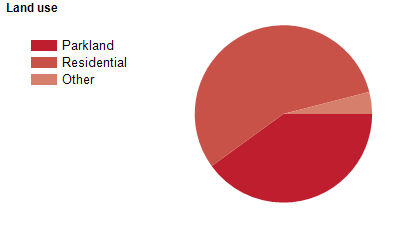 Land use
Parkland
Residential
Other